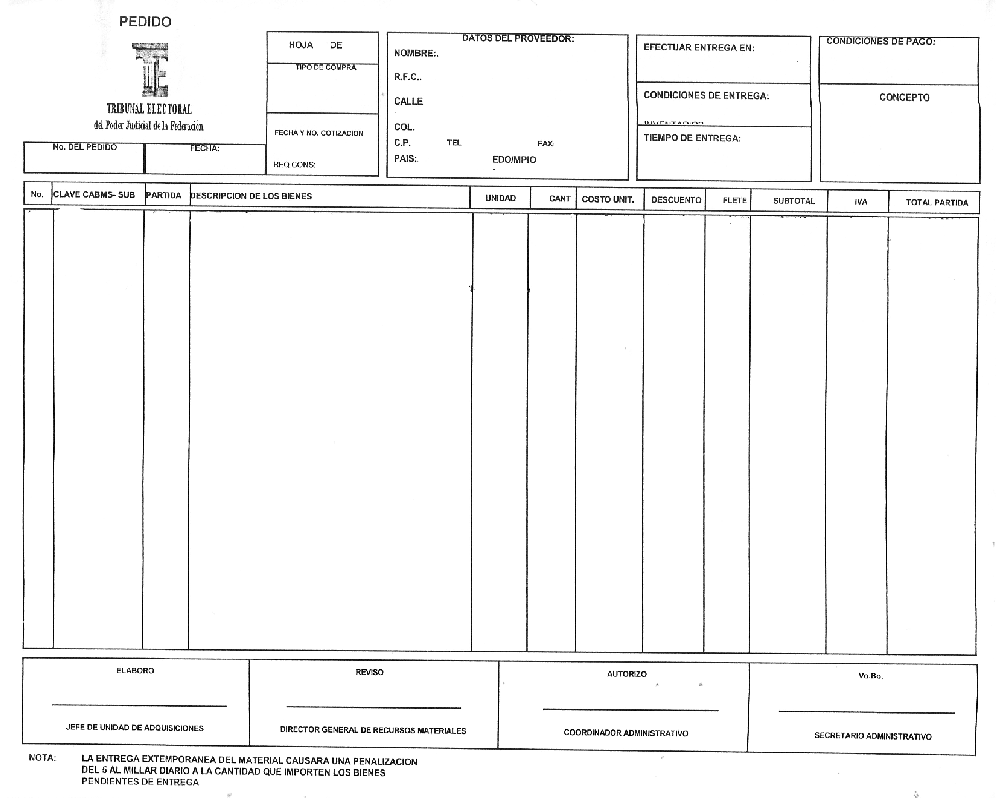 PEDIDO
TRIBUNAL ELECTORAL
del Poder Judicial de la Federación
No. DEL PEDIDO
FECHA:
HOJA DE
TIPO DE COMPRA
FECHA Y NO. COTIZACION
REQ.CONS:
DATOS DEL PROVEEDOR:
NOMBRE:.
R.F.C..
CALLE
COL.
C.P. TEL FAX:
PAIS:. EDO/MPIO
EFECTUAR ENTREGA EN:
CONDICIONES DE ENTREGA:
TIEMPO DE ENTREGA:
CONDICIONES DE PAGO:
CONCEPTO
No. CLAVE CABMS- SUB PARTIDA DESCRIPCION DE LOS BIENES UNIDAD CANT COSTO UNIT. DESCUENTO FLETE SUBTOTAL IVA TOTAL PARTIDA
ELABORO
JEFE DE UNIDAD DE ADQUISICIONES
REVISO
DIRECTOR GENERAL DE RECURSOS MATERIALES
AUTORIZO
COORDINADOR ADMINISTRATIVO
Vo.Bo.
SECRETARIO ADMINISTRATIVO
NOTA: LA ENTREGA EXTEMPORANEA DEL MATERIAL CAUSARA UNA PENALIZACION
DEL 5 AL MILLAR DIARIO A LA CANTIDAD QUE IMPORTEN LOS BIENES
PENDIENTES DE ENTREGA